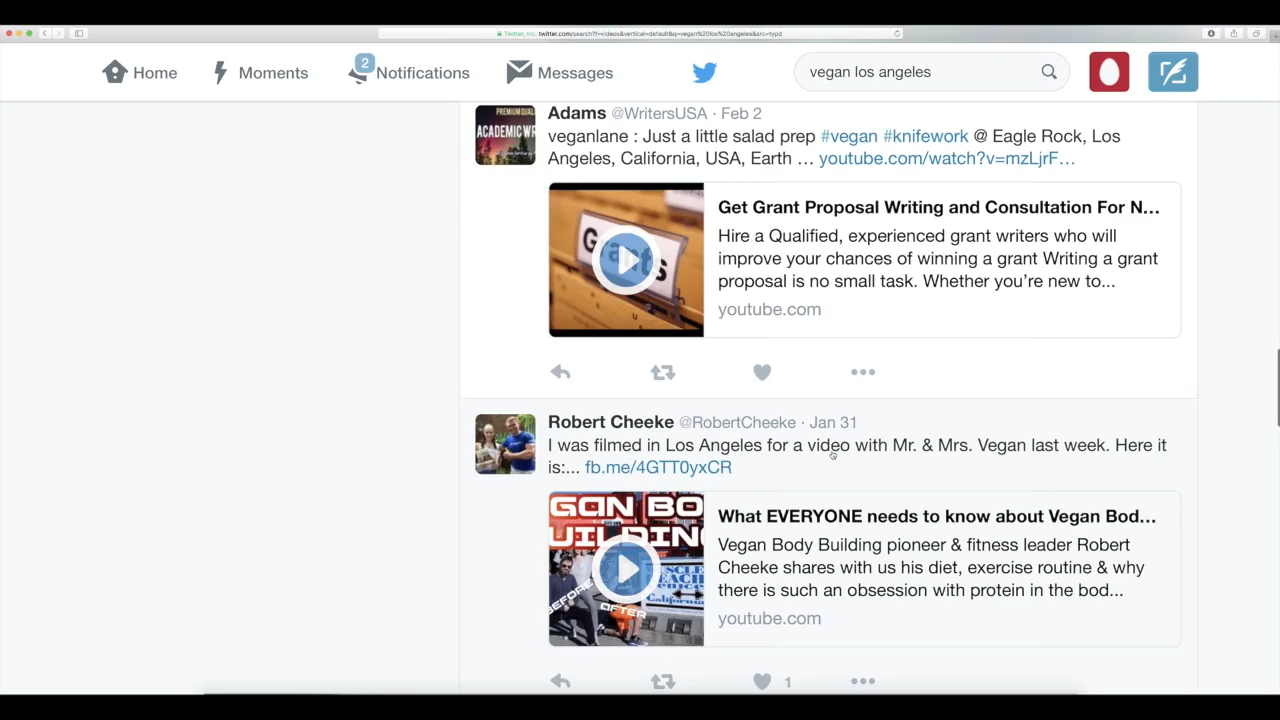 Twitter, Inc. twitter.com/search?f=videos&vertical=default&q=vegan%20los%20angeles&src=typd
Home
Moments
2
Notifications
Messages
vegan los angeles
Adams @WritersUSA · Feb 2
veganlane : Just a little salad prep #vegan #knifework @ Eagle Rock, Los
Angeles, California, USA, Earth … youtube.com/watch?v=mzLjrF…
PREMIUM QUAL
ACADEMIC WR
Grants
Get Grant Proposal Writing and Consultation For N…
Hire a Qualified, experienced grant writers who will
improve your chances of winning a grant Writing a grant
proposal is no small task. Whether you're new to...
youtube.com
Robert Cheeke @RobertCheeke · Jan 31
I was filmed in Los Angeles for a video with Mr. & Mrs. Vegan last week. Here it
is:... fb.me/4GTT0yxCR
GAN BO
UILDING
BEFORE
AFTER
California
What EVERYONE needs to know about Vegan Bod…
Vegan Body Building pioneer & fitness leader Robert
Cheeke shares with us his diet, exercise routine & why
there is such an obsession with protein in the bod...
youtube.com
1